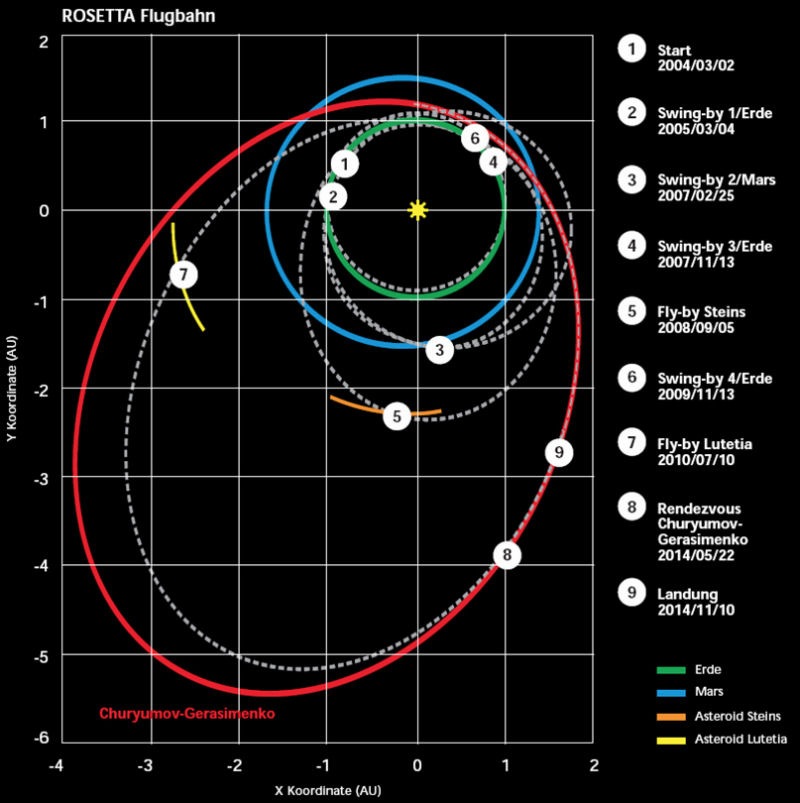 ROSETTA Flugbahn
2
1
0
-1
-2
-3
-4
-5
-6
-4
-3
-2
-1
0
1
2
Y Koordinate (AU)
X Koordinate (AU)
1
2
3
4
5
6
7
8
9
Churyumov-Gerasimenko
1 Start
2004/03/02
2 Swing-by 1/Erde
2005/03/04
3 Swing-by 2/Mars
2007/02/25
4 Swing-by 3/Erde
2007/11/13
5 Fly-by Steins
2008/09/05
6 Swing-by 4/Erde
2009/11/13
7 Fly-by Lutetia
2010/07/10
8 Rendezvous
Churyumov-
Gerasimenko
2014/05/22
9 Landung
2014/11/10
Erde
Mars
Asteroid Steins
Asteroid Lutetia